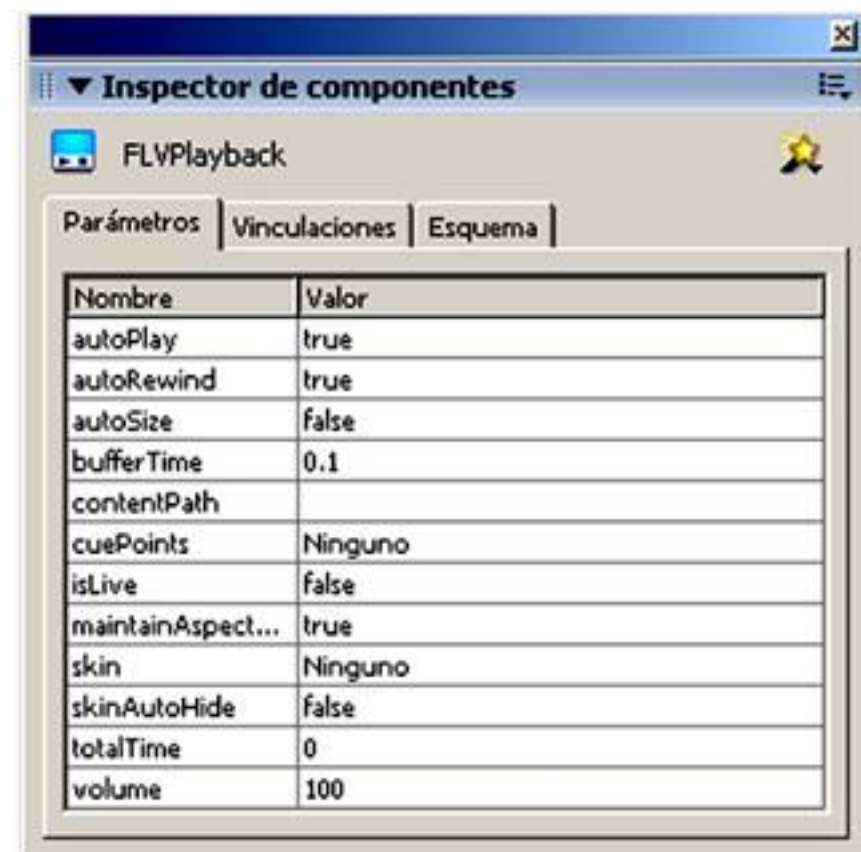 Inspector de componentes
FLVPlayback
Parámetros Vinculaciones Esquema
Nombre Valor
autoPlay true
autoRewind true
autoSize false
bufferTime 0.1
contentPath
cuePoints Ninguno
isLive false
maintainAspect... true
skin Ninguno
skinAutoHide false
totalTime 0
volume 100